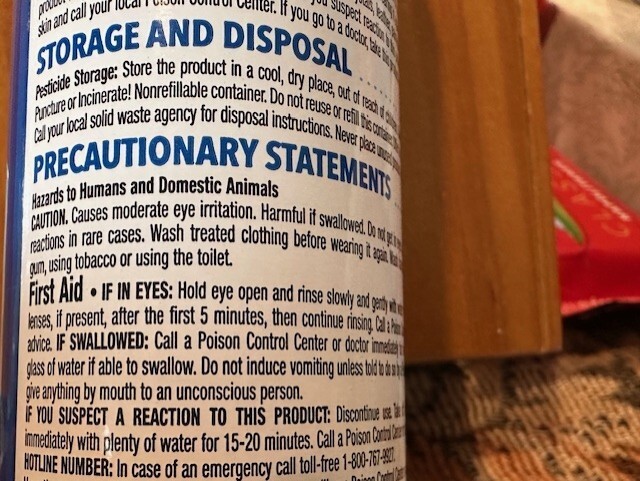 product
skin and call your local Poison Control Center. If you go to a doctor, take
you suspect reaction
STORAGE AND DISPOSAL
Pesticide Storage: Store the product in a cool, dry place, out of reach of
Puncture or Incinerate! Nonrefillable container. Do not reuse or refill this
Call your local solid waste agency for disposal instructions. Never place
PRECAUTIONARY STATEMENTS
Hazards to Humans and Domestic Animals
CAUTION. Causes moderate eye irritation. Harmful if swallowed. Do not get
reactions in rare cases. Wash treated clothing before wearing it again.
gum, using tobacco or using the toilet.
First Aid • IF IN EYES: Hold eye open and rinse slowly and gently with
lenses, if present, after the first 5 minutes, then continue rinsing. Call a
advice. IF SWALLOWED: Call a Poison Control Center or doctor immediately
glass of water if able to swallow. Do not induce vomiting unless told to do so
give anything by mouth to an unconscious person.
IF YOU SUSPECT A REACTION TO THIS PRODUCT: Discontinue use.
immediately with plenty of water for 15-20 minutes. Call a Poison Control
HOTLINE NUMBER: In case of an emergency call toll-free 1-800-767-9927.
Poison Control
CLAS